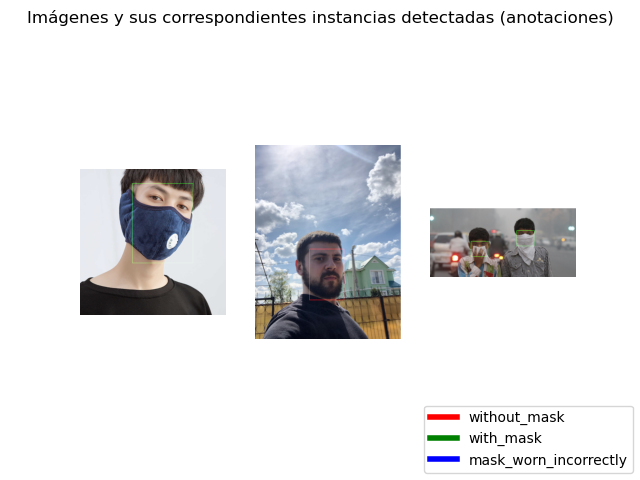 Imágenes y sus correspondientes instancias detectadas (anotaciones)
without_mask
with_mask
mask_worn_incorrectly